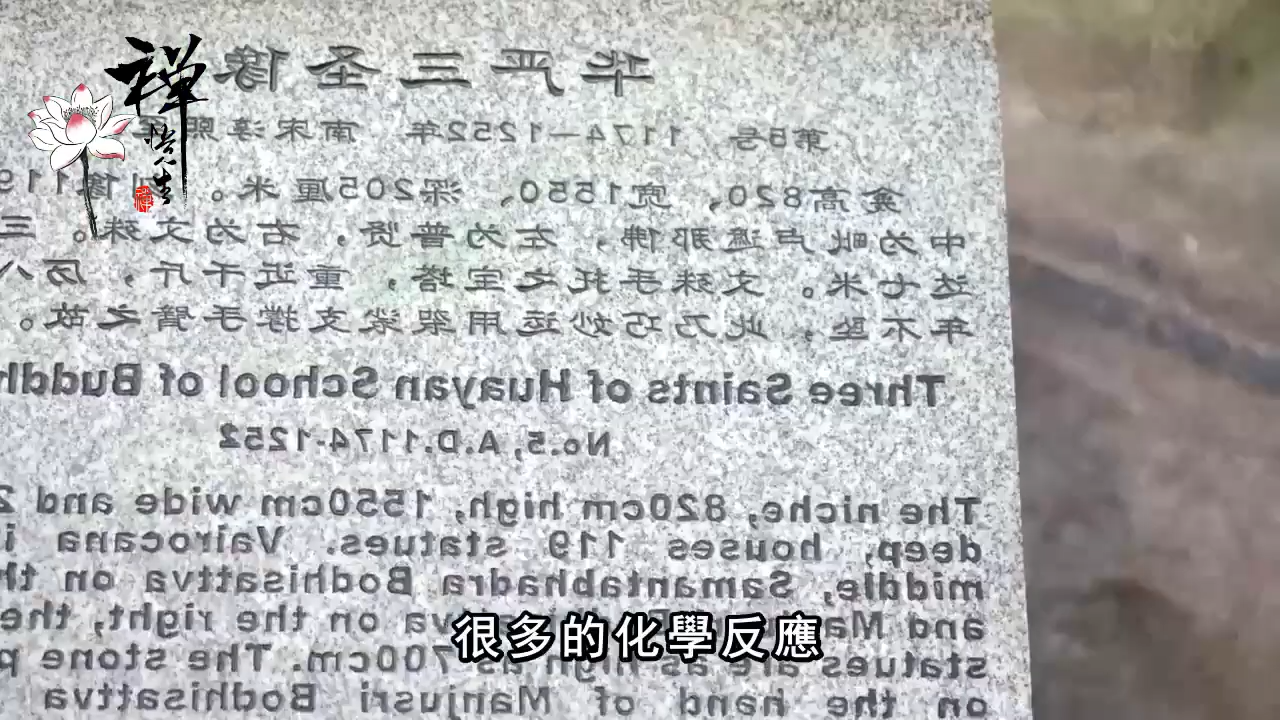 禅
悟人生
禅
华严三圣像
第5号 1174—1252年 南宋淳熙
龛高820、宽1550、深205厘米。 像119
中为毗卢遮那佛，左为普贤，右为文殊。三
达七米。文殊手托之宝塔，重近千斤，历八
年不坠，此乃巧妙运用袈裟支撑手臂之故。
Three Saints of Huayan School of Buddh
No.5, A.D.1174-1252
The niche, 820cm high, 1550cm wide and 2
deep, houses 119 statues. Vairocana i
middle, Samantabhadra Bodhisattva on th
and Ma va on the right, the
statues are as high as 700cm. The stone p
on the hand of Manjusri Bodhisattva
很多的化學反應